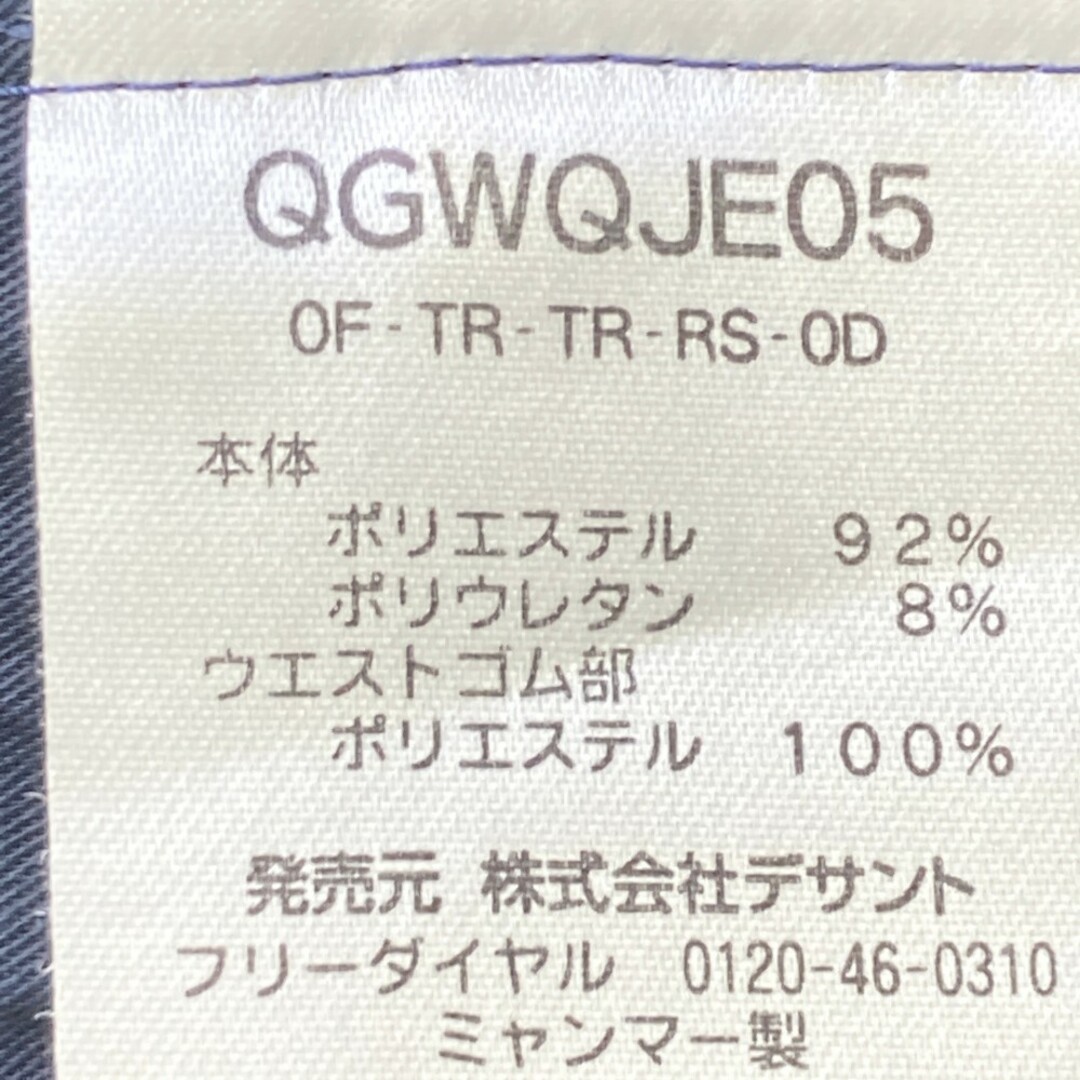 QGWQJE05
0F-TR-TR-RS-0D
本体
ポリエステル 92%
ポリウレタン 8%
ウエストゴム部
ポリエステル 100%
発売元 株式会社デサント
フリーダイヤル 0120-46-0310
ミャンマー製